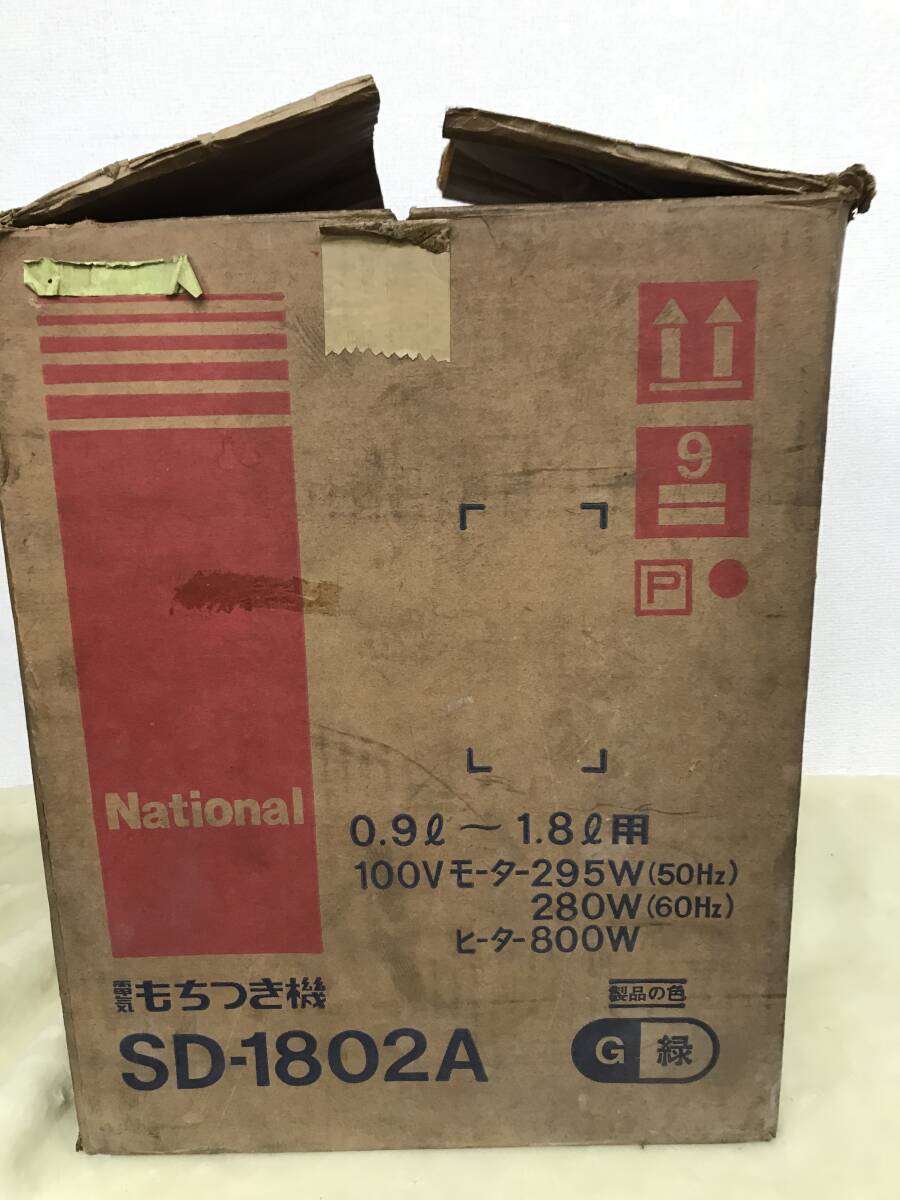 9
P
National
0.9ℓ ～ 1.8ℓ用
100Vモーター295W(50Hz)
280W(60Hz)
ヒーター800W
電気もちつき機
製品の色
SD-1802A
G 緑